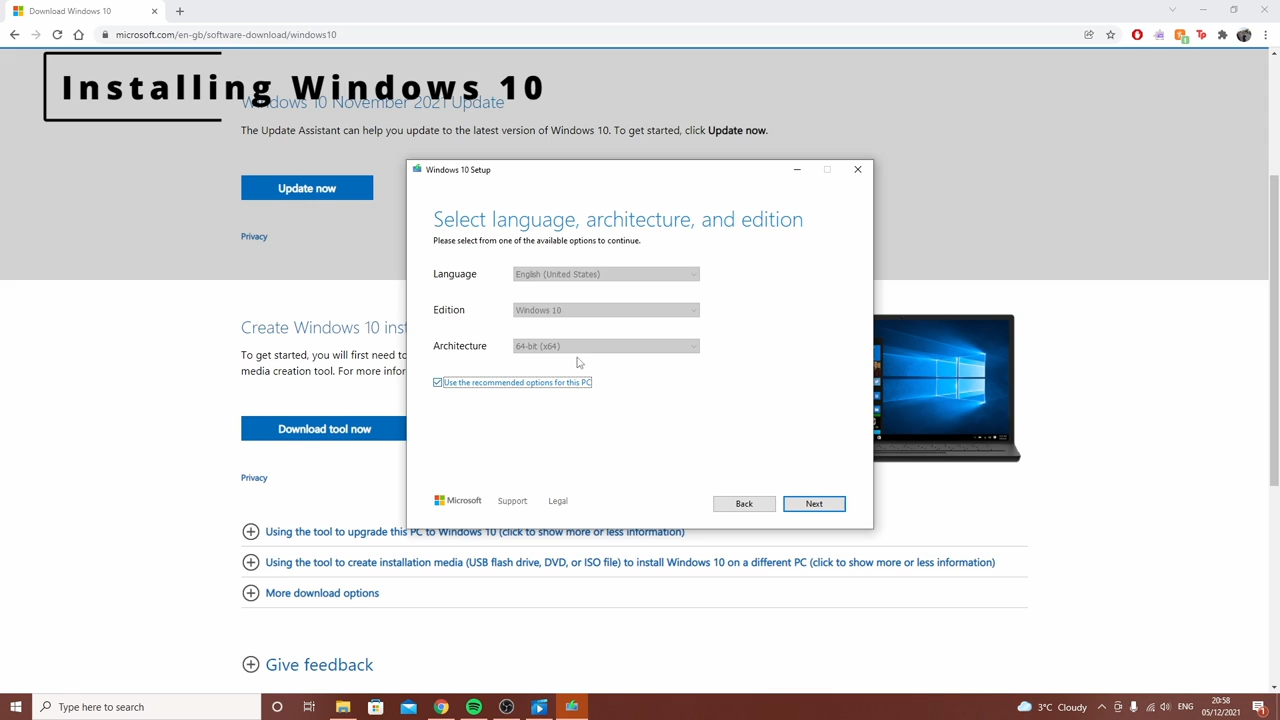 Download Windows 10
microsoft.com/en-gb/software-download/windows10
Installing Windows 10
Windows 10 November 2021 Update
The Update Assistant can help you update to the latest version of Windows 10. To get started, click Update now.
Update now
Privacy
Windows 10 Setup
Select language, architecture, and edition
Please select from one of the available options to continue.
Language
English (United States)
Edition
Windows 10
Architecture
64-bit (x64)
Use the recommended options for this PC
Microsoft
Support
Legal
Back
Next
Create Windows 10 inst
To get started, you will first need to
media creation tool. For more infor
Download tool now
Privacy
Using the tool to upgrade this PC to Windows 10 (click to show more or less information)
Using the tool to create installation media (USB flash drive, DVD, or ISO file) to install Windows 10 on a different PC (click to show more or less information)
More download options
Give feedback
Type here to search
3°C Cloudy
ENG
20:58
05/12/2021